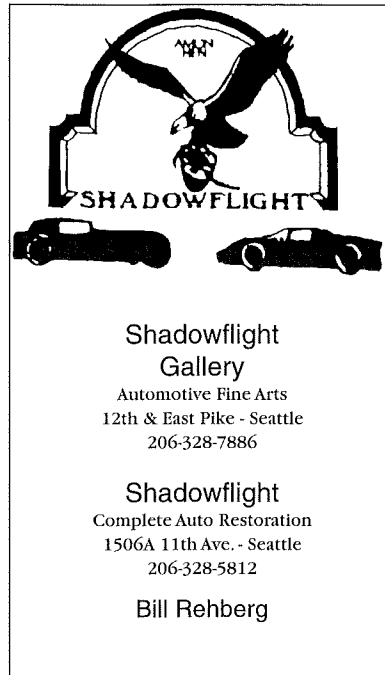 SHADOWFLIGHT
Shadowflight
Gallery
Automotive Fine Arts
12th & East Pike - Seattle
206-328-7886
Shadowflight
Complete Auto Restoration
1506A 11th Ave. - Seattle
206-328-5812
Bill Rehberg